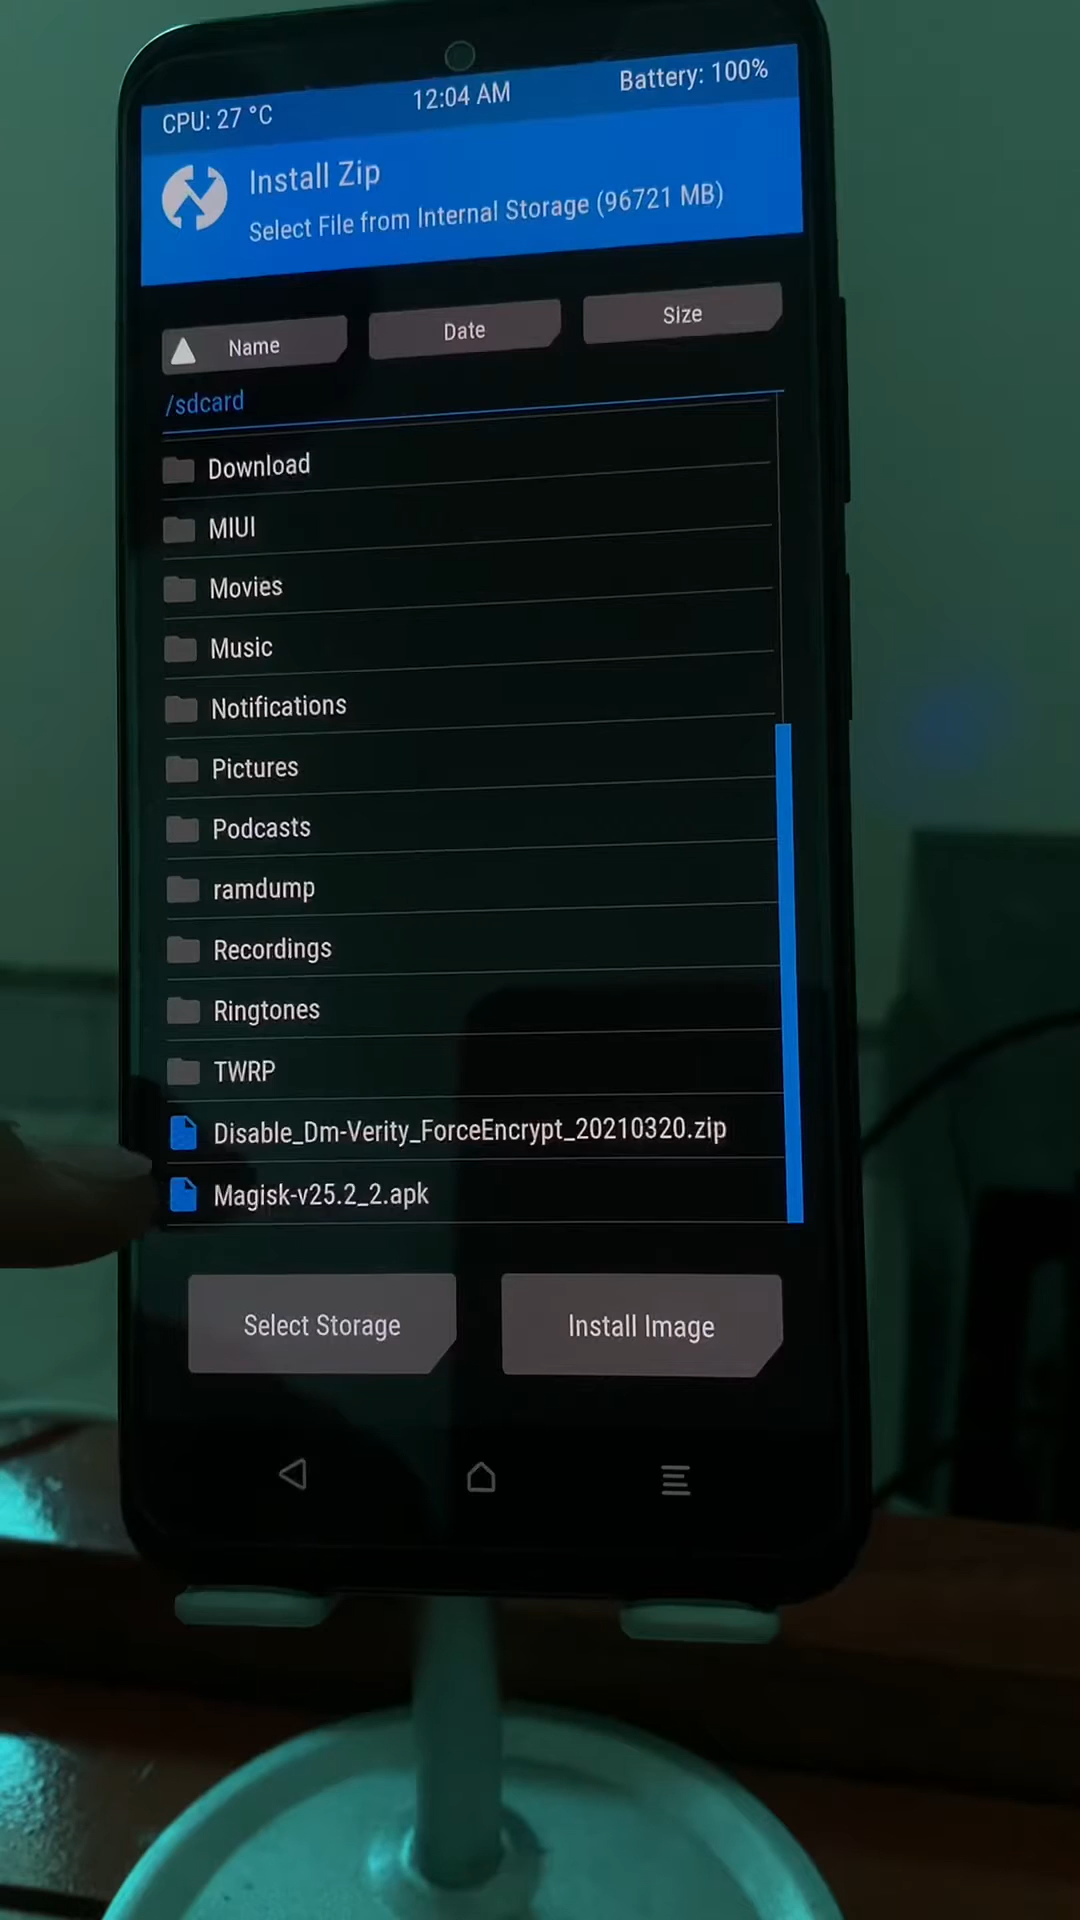 CPU: 27 °C 12:04 AM Battery: 100%
Install Zip
Select File from Internal Storage (96721 MB)
Name Date Size
/sdcard
Download
MIUI
Movies
Music
Notifications
Pictures
Podcasts
ramdump
Recordings
Ringtones
TWRP
Disable_Dm-Verity_ForceEncrypt_20210320.zip
Magisk-v25.2_2.apk
Select Storage Install Image